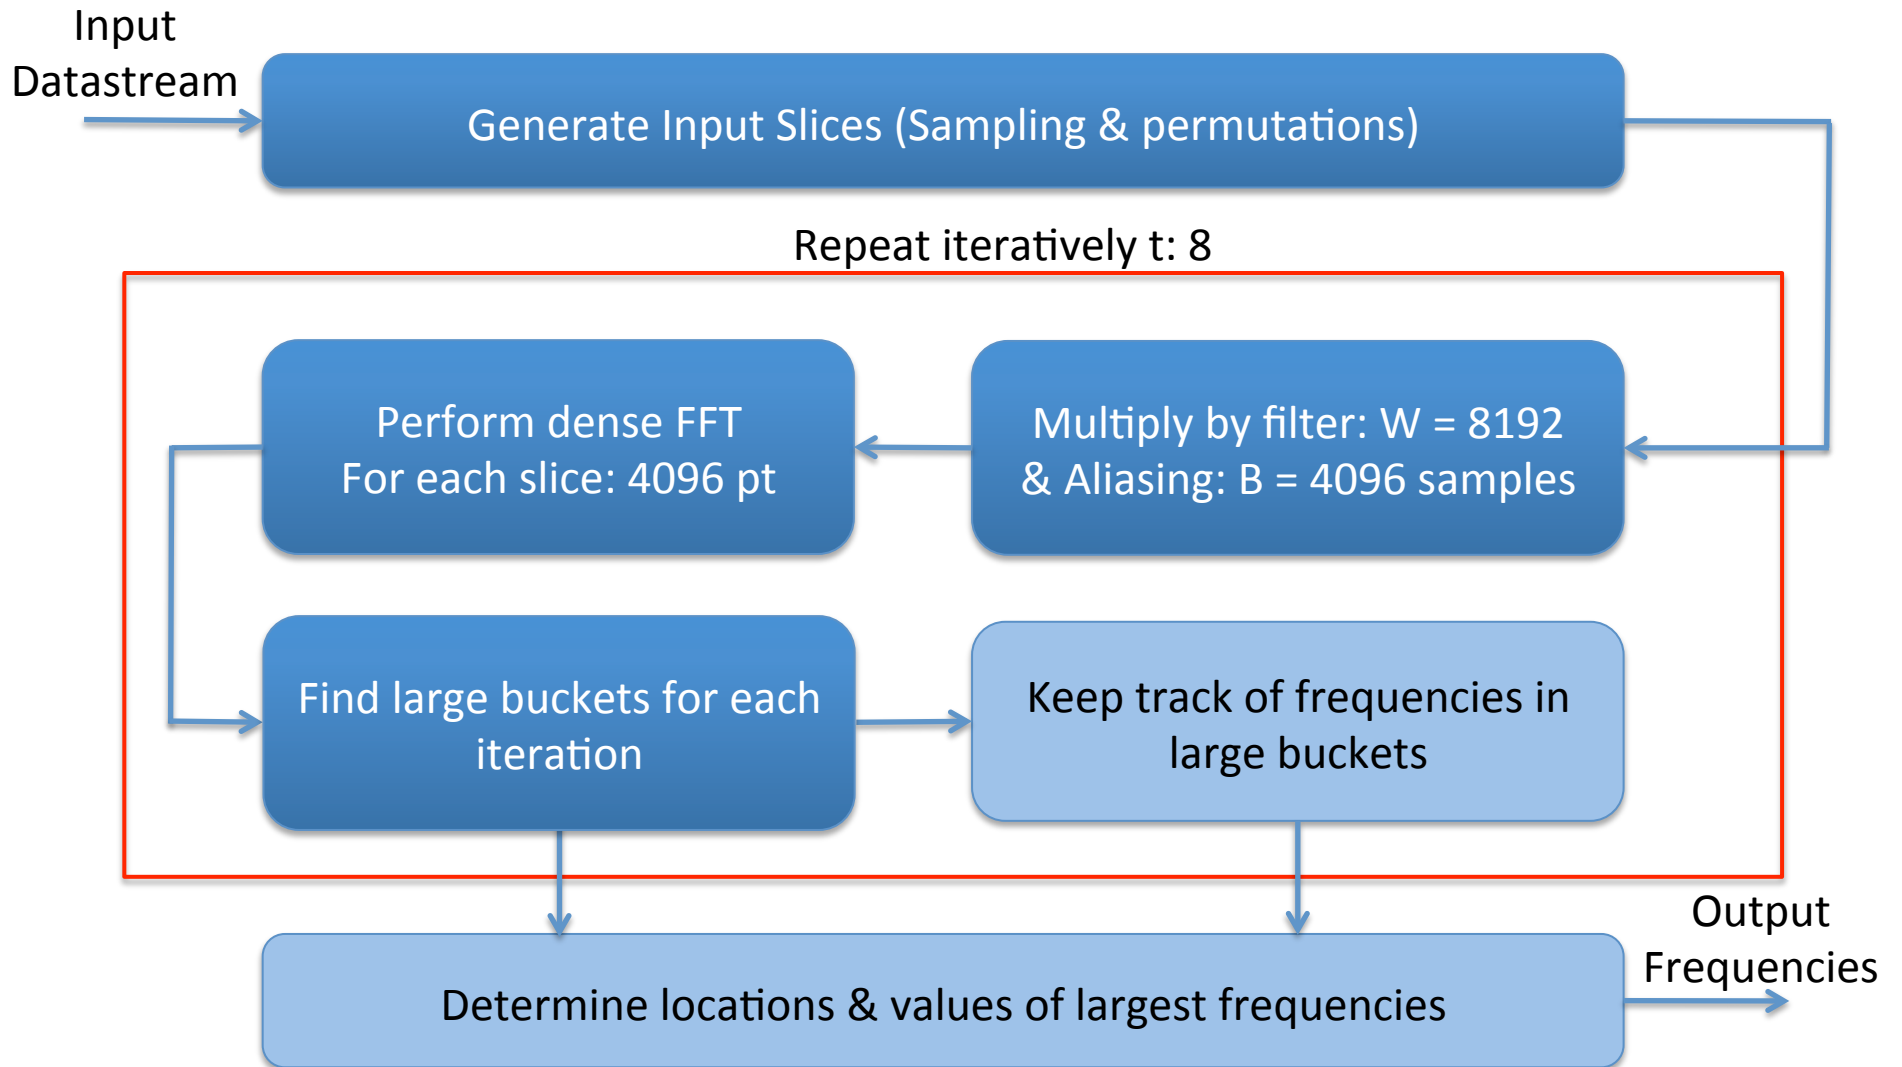 Input
Datastream
Generate Input Slices (Sampling & permutations)
Repeat iteratively t: 8
Multiply by filter: W = 8192
& Aliasing: B = 4096 samples
Perform dense FFT
For each slice: 4096 pt
Find large buckets for each
iteration
Keep track of frequencies in
large buckets
Determine locations & values of largest frequencies
Output
Frequencies